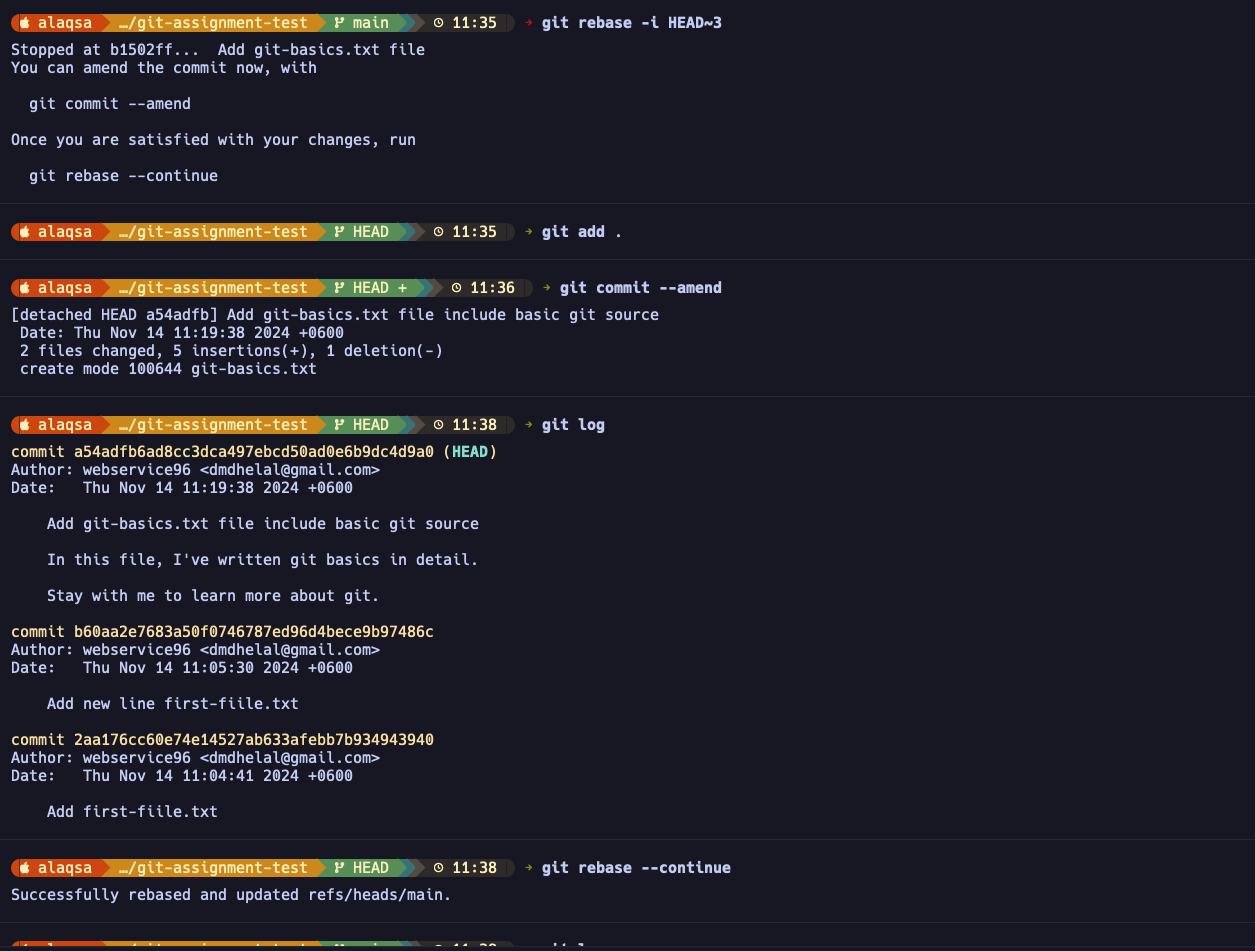 alaqsa …/git-assignment-test main 11:35 → git rebase -i HEAD~3
Stopped at b1502ff...  Add git-basics.txt file
You can amend the commit now, with
  git commit --amend
Once you are satisfied with your changes, run
  git rebase --continue
alaqsa …/git-assignment-test HEAD 11:35 → git add .
alaqsa …/git-assignment-test HEAD + 11:36 → git commit --amend
[detached HEAD a54adfb] Add git-basics.txt file include basic git source
 Date: Thu Nov 14 11:19:38 2024 +0600
 2 files changed, 5 insertions(+), 1 deletion(-)
 create mode 100644 git-basics.txt
alaqsa …/git-assignment-test HEAD 11:38 → git log
commit a54adfb6ad8cc3dca497ebcd50ad0e6b9dc4d9a0 (HEAD)
Author: webservice96 <dmdhelal@gmail.com>
Date:   Thu Nov 14 11:19:38 2024 +0600
    Add git-basics.txt file include basic git source
    In this file, I've written git basics in detail.
    Stay with me to learn more about git.
commit b60aa2e7683a50f0746787ed96d4bece9b97486c
Author: webservice96 <dmdhelal@gmail.com>
Date:   Thu Nov 14 11:05:30 2024 +0600
    Add new line first-fiile.txt
commit 2aa176cc60e74e14527ab633afebb7b934943940
Author: webservice96 <dmdhelal@gmail.com>
Date:   Thu Nov 14 11:04:41 2024 +0600
    Add first-fiile.txt
alaqsa …/git-assignment-test HEAD 11:38 → git rebase --continue
Successfully rebased and updated refs/heads/main.